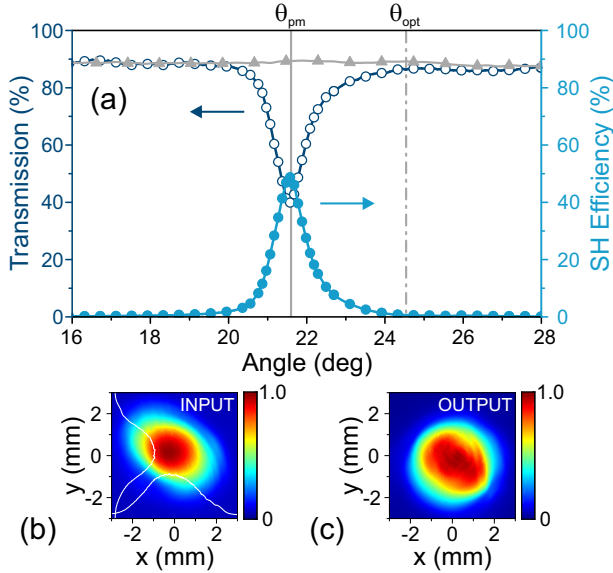 θpm θopt
100 100
80 80
60 60
40 40
20 20
0 0
(a)
Transmission (%)
SH Efficiency (%)
16 18 20 22 24 26 28
Angle (deg)
INPUT
1.0
0
2
0
-2
y (mm)
-2 0 2
x (mm)
(b)
OUTPUT
1.0
0
2
0
-2
y (mm)
-2 0 2
x (mm)
(c)